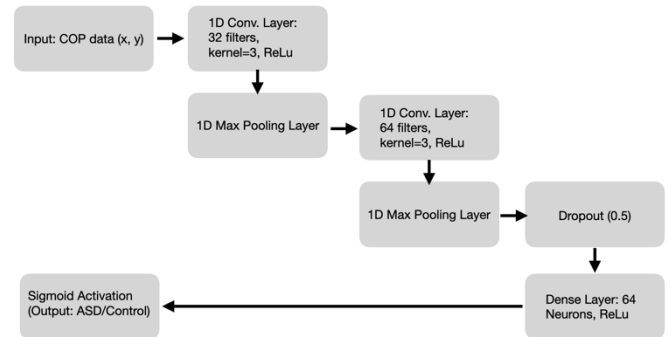 Input: COP data (x, y)
1D Conv. Layer:
32 filters,
kernel=3, ReLu
1D Max Pooling Layer
1D Conv. Layer:
64 filters,
kernel=3, ReLu
1D Max Pooling Layer
Dropout (0.5)
Dense Layer: 64
Neurons, ReLu
Sigmoid Activation
(Output: ASD/Control)